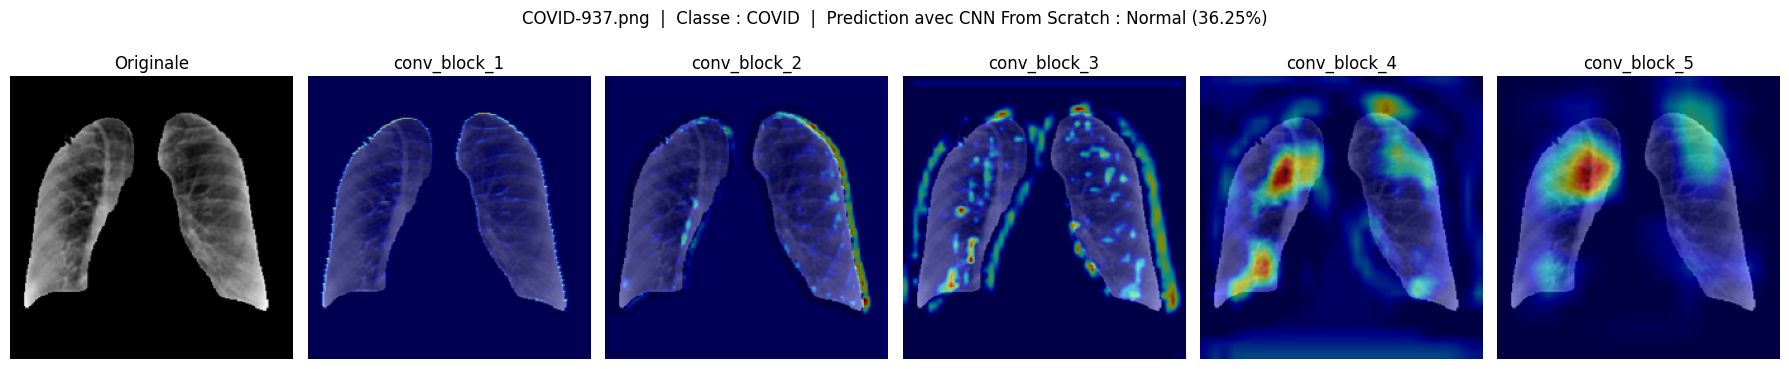 COVID-937.png | Classe : COVID | Prediction avec CNN From Scratch : Normal (36.25%)
Originale
conv_block_1
conv_block_2
conv_block_3
conv_block_4
conv_block_5